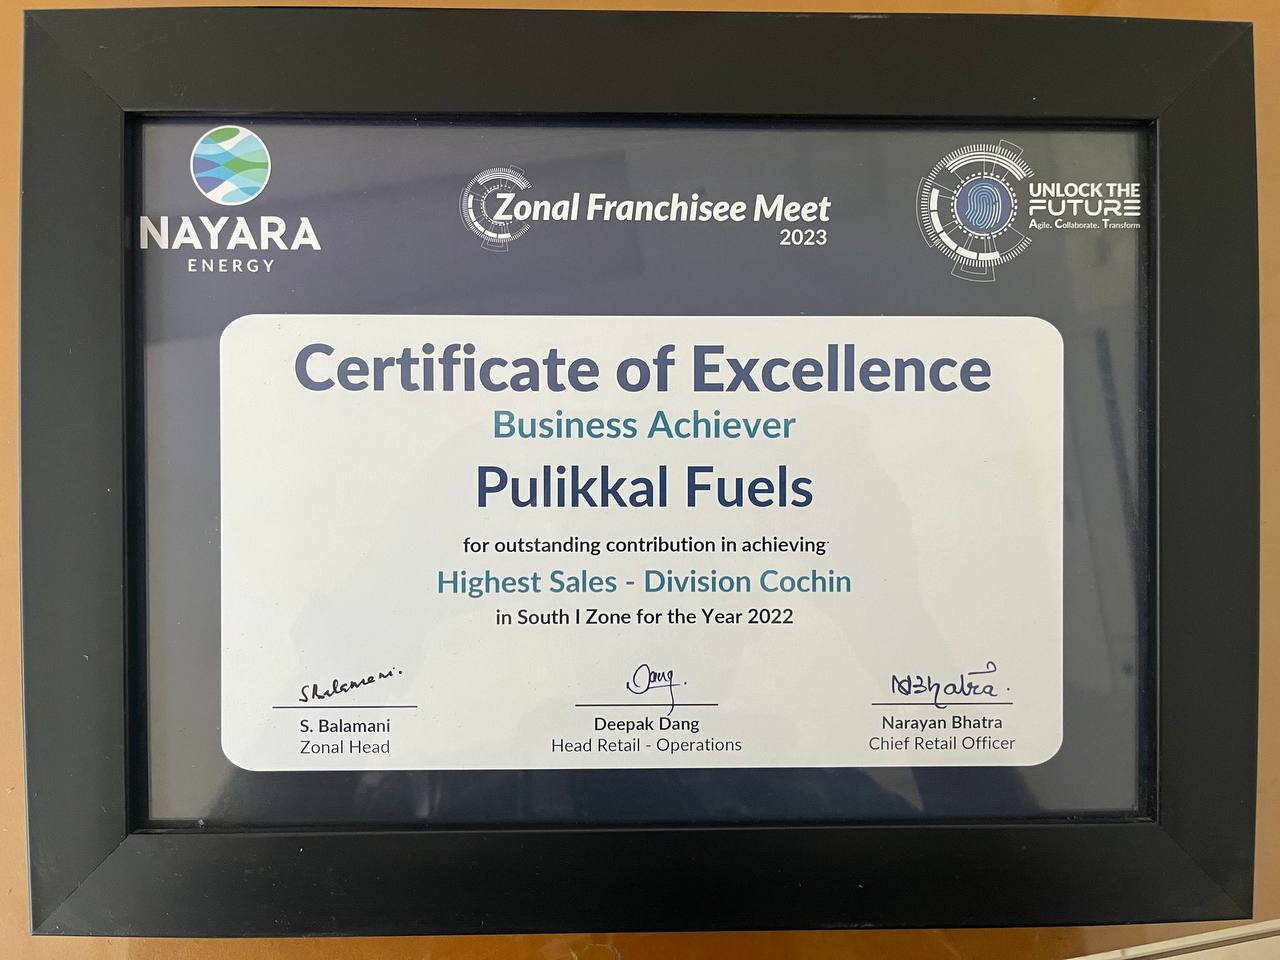 NAYARA
ENERGY
Zonal Franchisee Meet
2023
UNLOCK THE
FUTURE
Agile. Collaborate. Transform
Certificate of Excellence
Business Achiever
Pulikkal Fuels
for outstanding contribution in achieving
Highest Sales - Division Cochin
in South I Zone for the Year 2022
SBalamani.
S. Balamani
Zonal Head
Dang.
Deepak Dang
Head Retail - Operations
NBhatra.
Narayan Bhatra
Chief Retail Officer